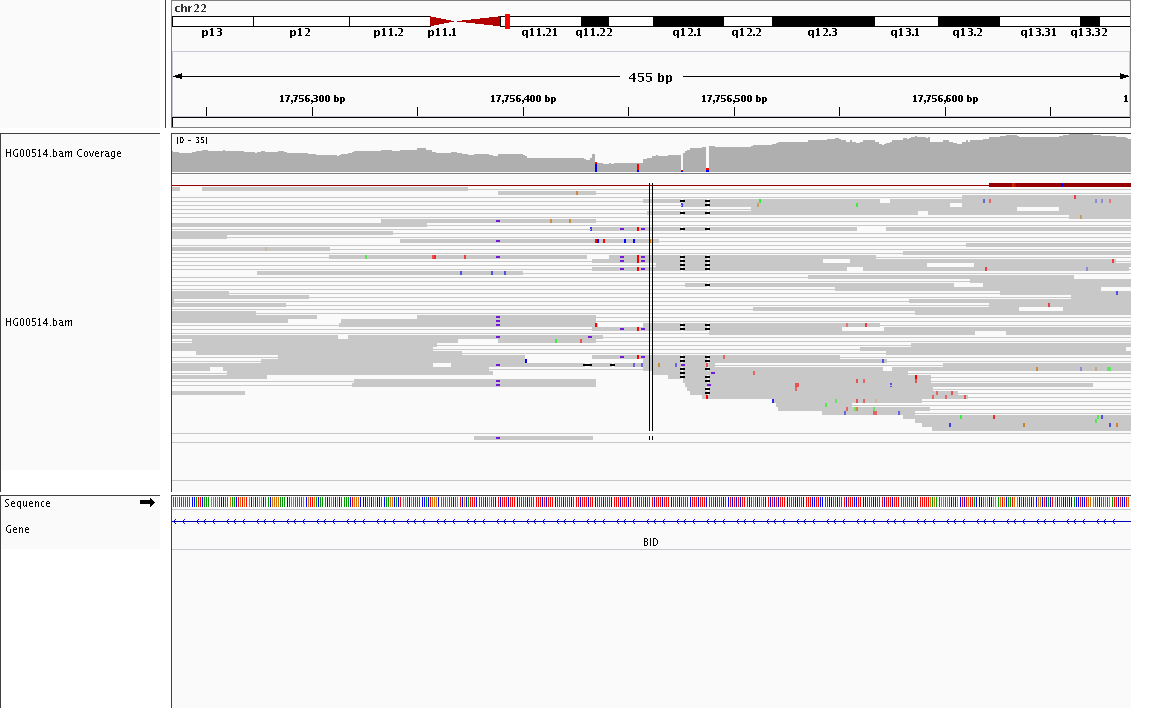 chr22
p13 p12 p11.2 p11.1 q11.21 q11.22 q12.1 q12.2 q12.3 q13.1 q13.2 q13.31 q13.32
455 bp
17,756,300 bp 17,756,400 bp 17,756,500 bp 17,756,600 bp 1
[0 - 35]
HG00514.bam Coverage
HG00514.bam
Sequence
Gene
BID